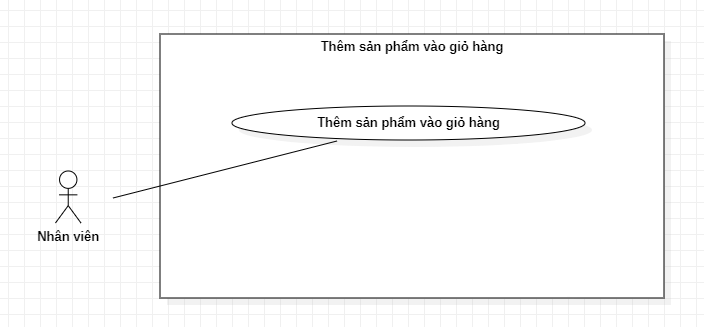 Thêm sản phẩm vào giỏ hàng
Thêm sản phẩm vào giỏ hàng
Nhân viên